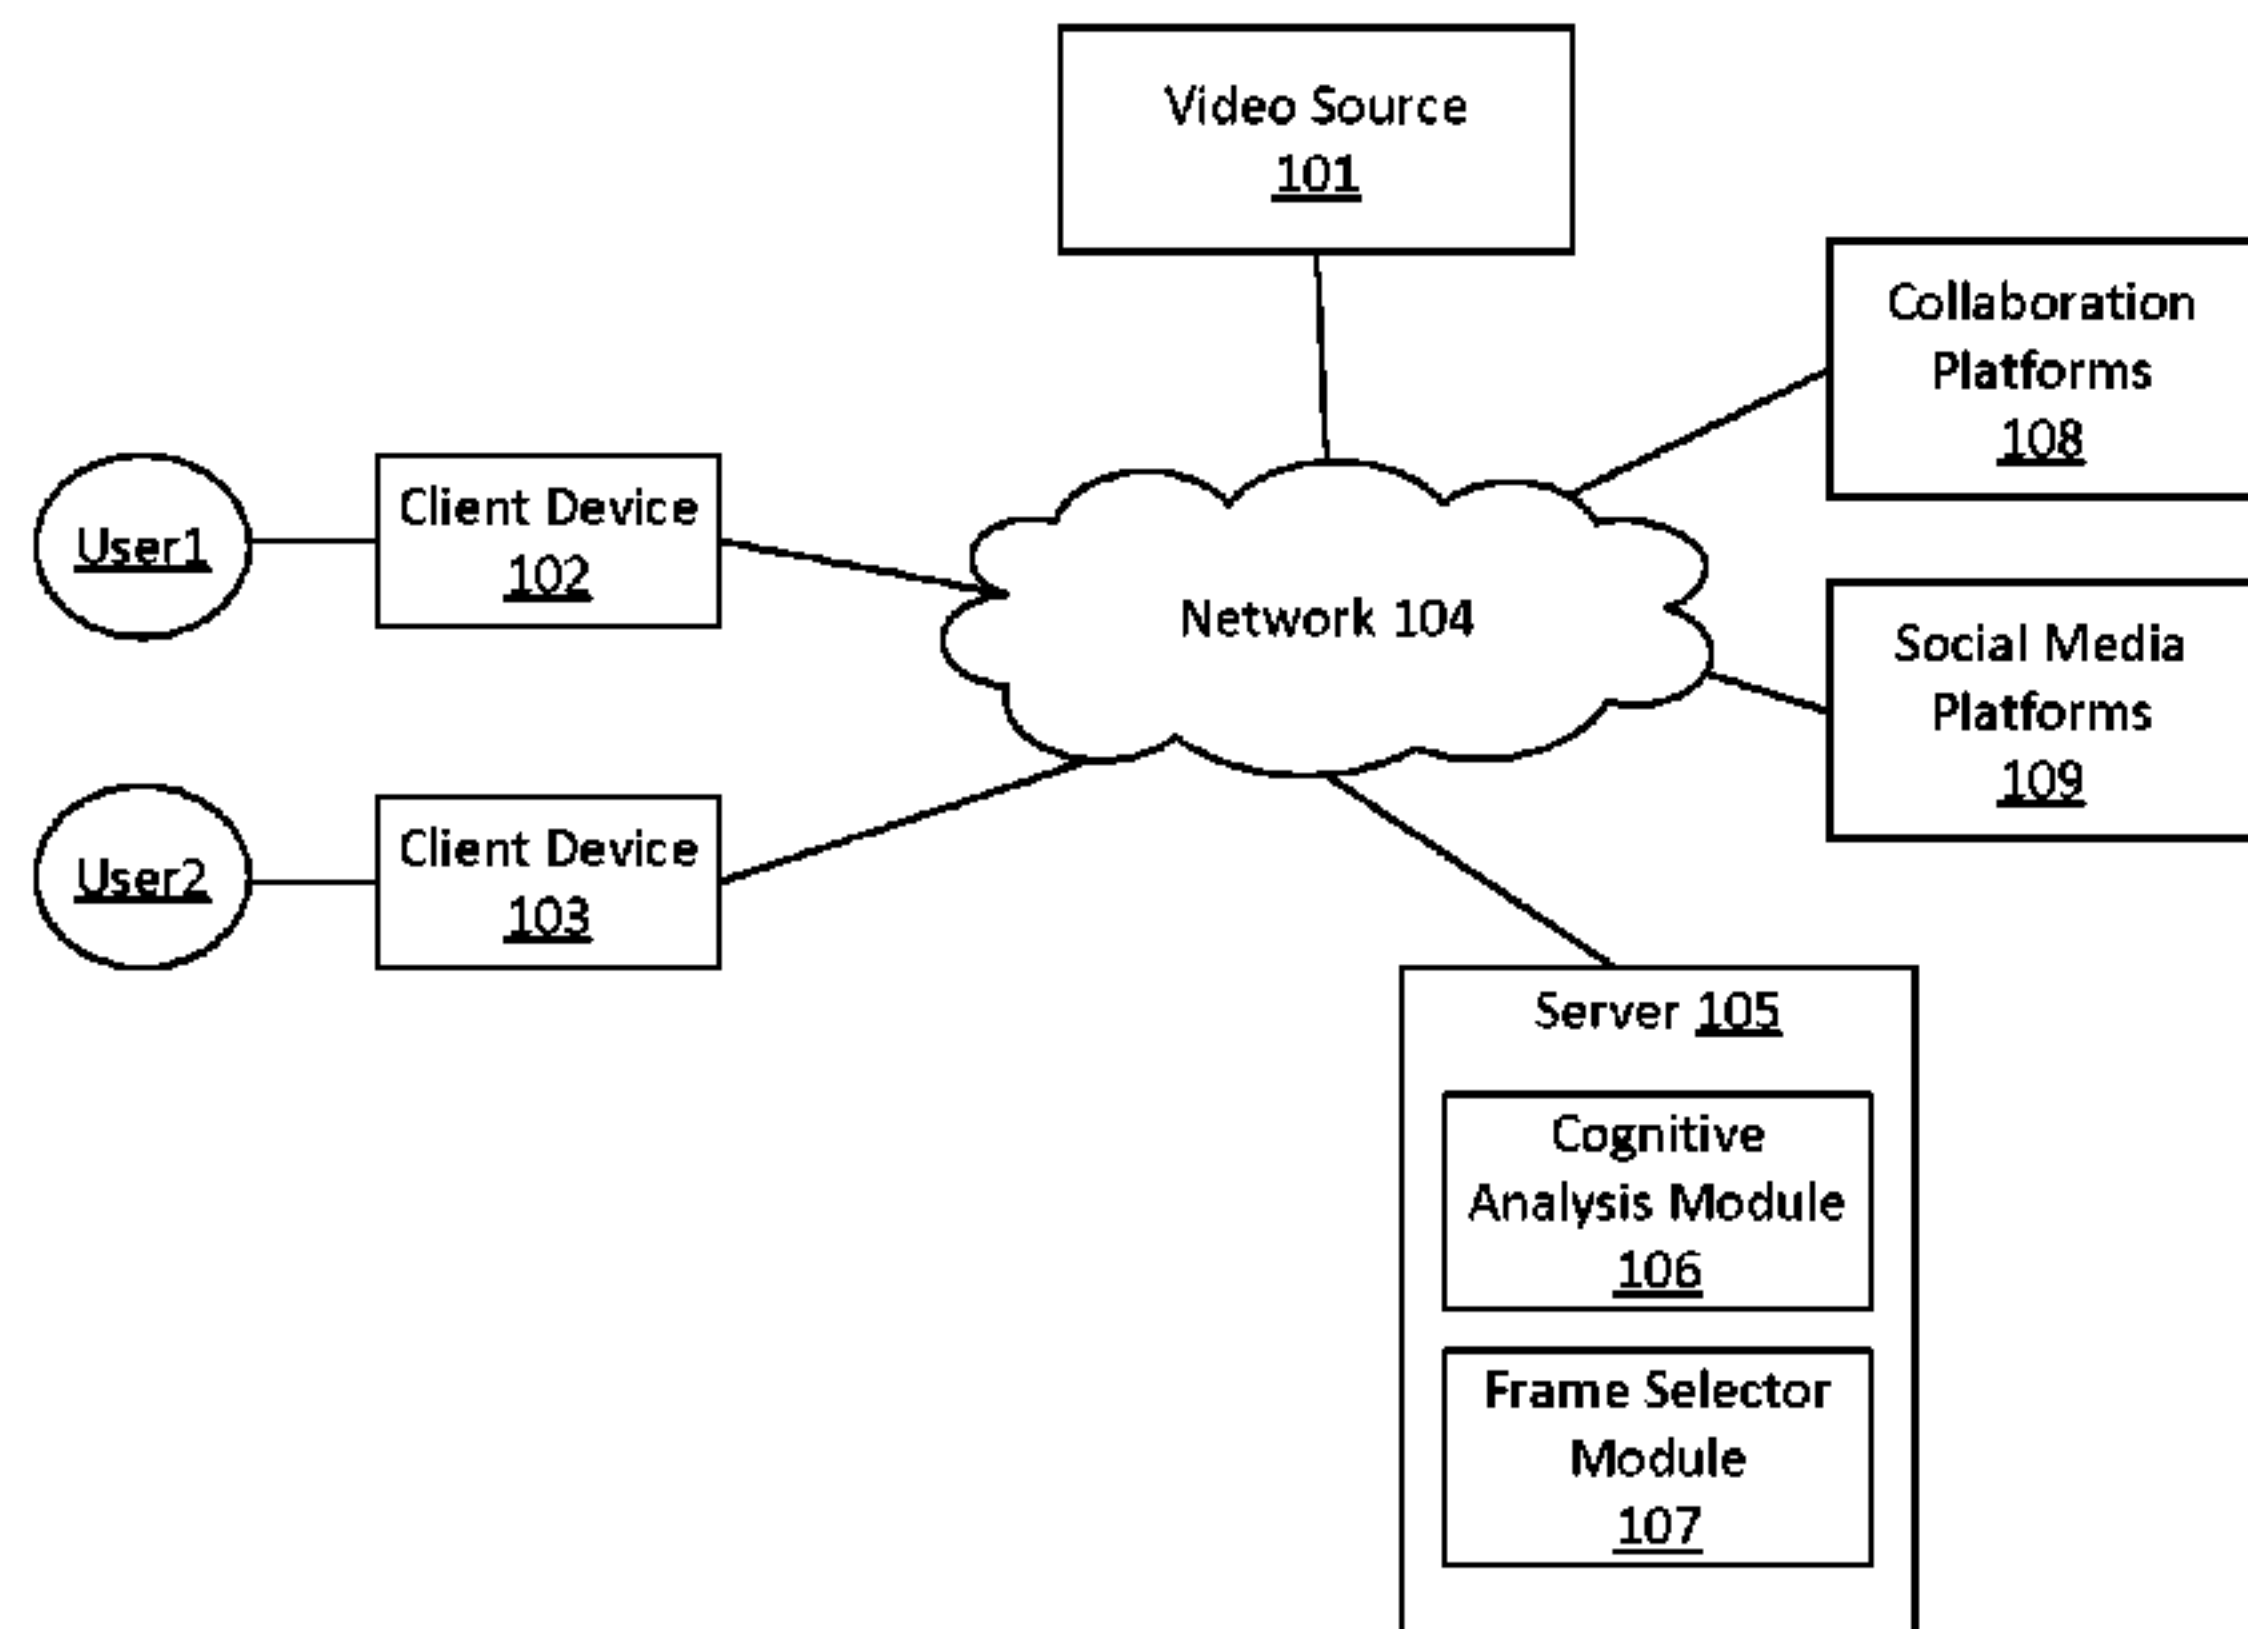 Video Source
101
Collaboration
Platforms
108
User1
Client Device
102
Network 104
Social Media
Platforms
109
User2
Client Device
103
Server 105
Cognitive
Analysis Module
106
Frame Selector
Module
107